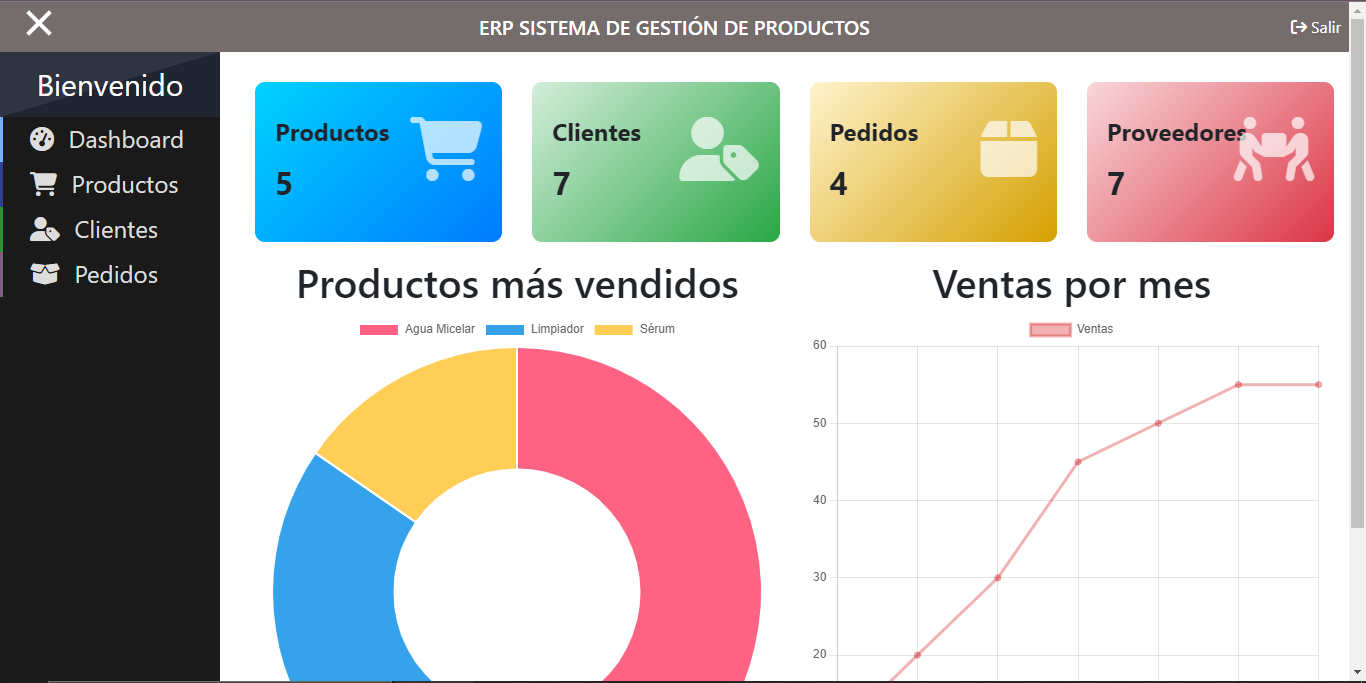 ERP SISTEMA DE GESTIÓN DE PRODUCTOS
Salir
Bienvenido
Dashboard
Productos
Clientes
Pedidos
Productos
5
Clientes
7
Pedidos
4
Proveedores
7
Productos más vendidos
Agua Micelar Limpiador Sérum
Ventas por mes
Ventas
60
50
40
30
20